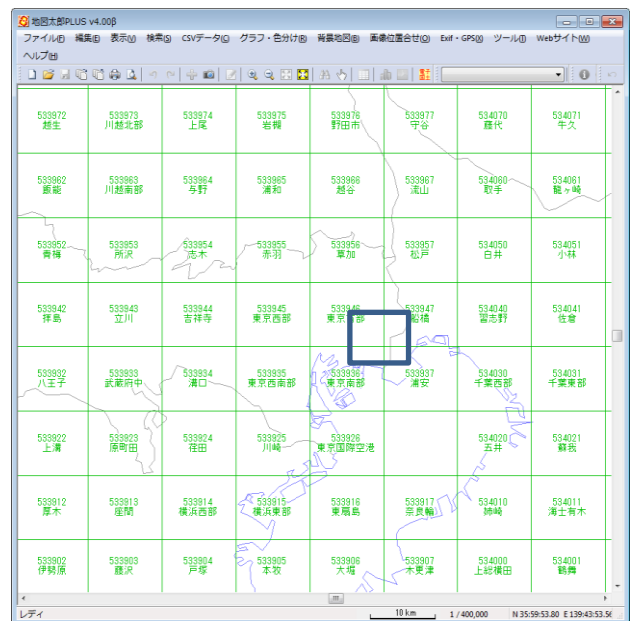 地図太郎PLUS v4.00β
ファイル(F) 編集(E) 表示(V) 検索(S) CSVデータ(C) グラフ・色分け(R) 背景地図(B) 画像位置合せ(O) Exif・GPS(X) ツール(T) Webサイト(W)
ヘルプ(H)
533972 533973 533974 533975 533976 533977 534070 534071
越生 川越北部 上尾 岩槻 野田市 守谷 藤代 牛久
533962 533963 533964 533965 533966 533967 534060 534061
飯能 川越南部 与野 浦和 越谷 流山 取手 龍ヶ崎
533952 533953 533954 533955 533956 533957 534050 534051
青梅 所沢 志木 赤羽 草加 松戸 白井 小林
533942 533943 533944 533945 533946 533947 534040 534041
拝島 立川 吉祥寺 東京西部 東京 部 船橋 習志野 佐倉
533932 533933 533934 533935 533936 533937 534030 534031
八王子 武蔵府中 溝口 東京西南部 東京南部 浦安 千葉西部 千葉東部
533922 533923 533924 533925 533926 534020 534021
上溝 原町田 荏田 川崎 東京国際空港 五井 蘇我
533912 533913 533914 533915 533916 533917 534010 534011
厚木 座間 横浜西部 横浜東部 東扇島 奈良輪 姉崎 海士有木
533902 533903 533904 533905 533906 533907 534000 534001
伊勢原 藤沢 戸塚 本牧 大堀 木更津 上総横田 鶴舞
レディ 10 km 1 / 400,000 N 35:59:53.80 E 139:43:53.56